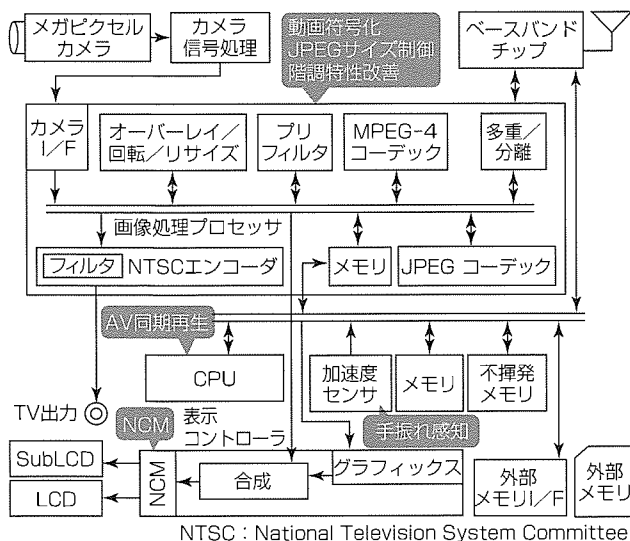 メガピクセル
カメラ
カメラ
信号処理
動画符号化
JPEGサイズ制御
階調特性改善
ベースバンド
チップ
カメラ
I/F
オーバーレイ/
回転/リサイズ
プリ
フィルタ
MPEG-4
コーデック
多重/
分離
画像処理プロセッサ
フィルタ
NTSCエンコーダ
メモリ
JPEG コーデック
AV同期再生
CPU
加速度
センサ
メモリ
不揮発
メモリ
手振れ感知
TV出力
NCM
表示
コントローラ
SubLCD
LCD
NCM
合成
グラフィックス
外部
メモリI/F
外部
メモリ
NTSC:National Television System Committee